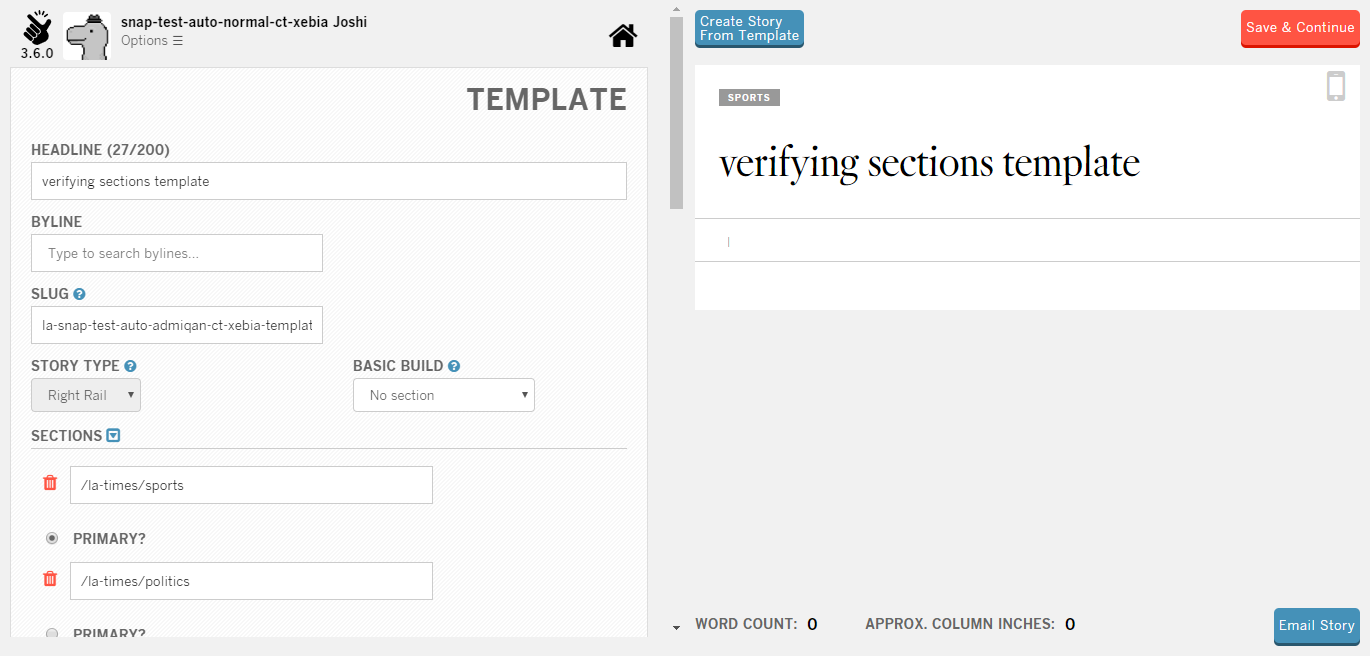 3.6.0
snap-test-auto-normal-ct-xebia Joshi
Options ☰
TEMPLATE
HEADLINE (27/200)
verifying sections template
BYLINE
Type to search bylines...
SLUG ?
la-snap-test-auto-admiqan-ct-xebia-templat
STORY TYPE ? BASIC BUILD ?
Right Rail No section
SECTIONS
/la-times/sports
PRIMARY?
/la-times/politics
PRIMARY?
Create Story
From Template
Save & Continue
SPORTS
verifying sections template
|
WORD COUNT: 0 APPROX. COLUMN INCHES: 0
Email Story